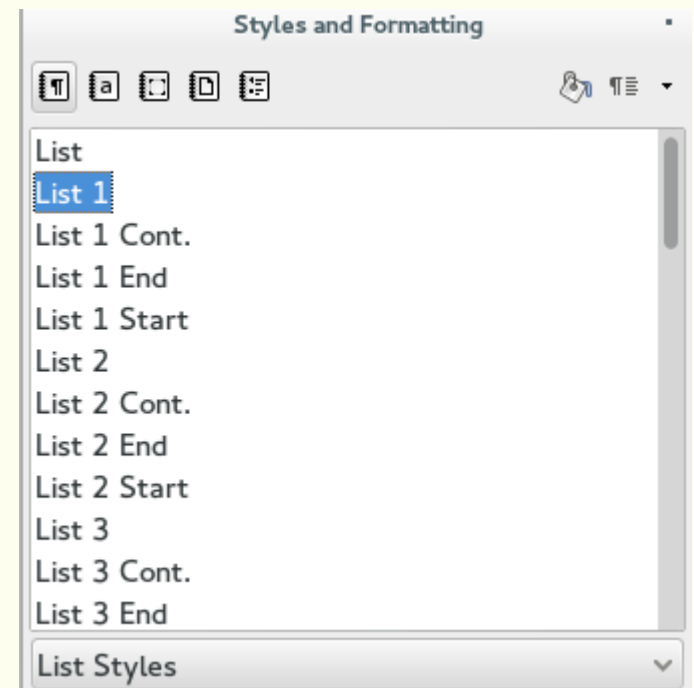 Styles and Formatting
List
List 1
List 1 Cont.
List 1 End
List 1 Start
List 2
List 2 Cont.
List 2 End
List 2 Start
List 3
List 3 Cont.
List 3 End
List Styles